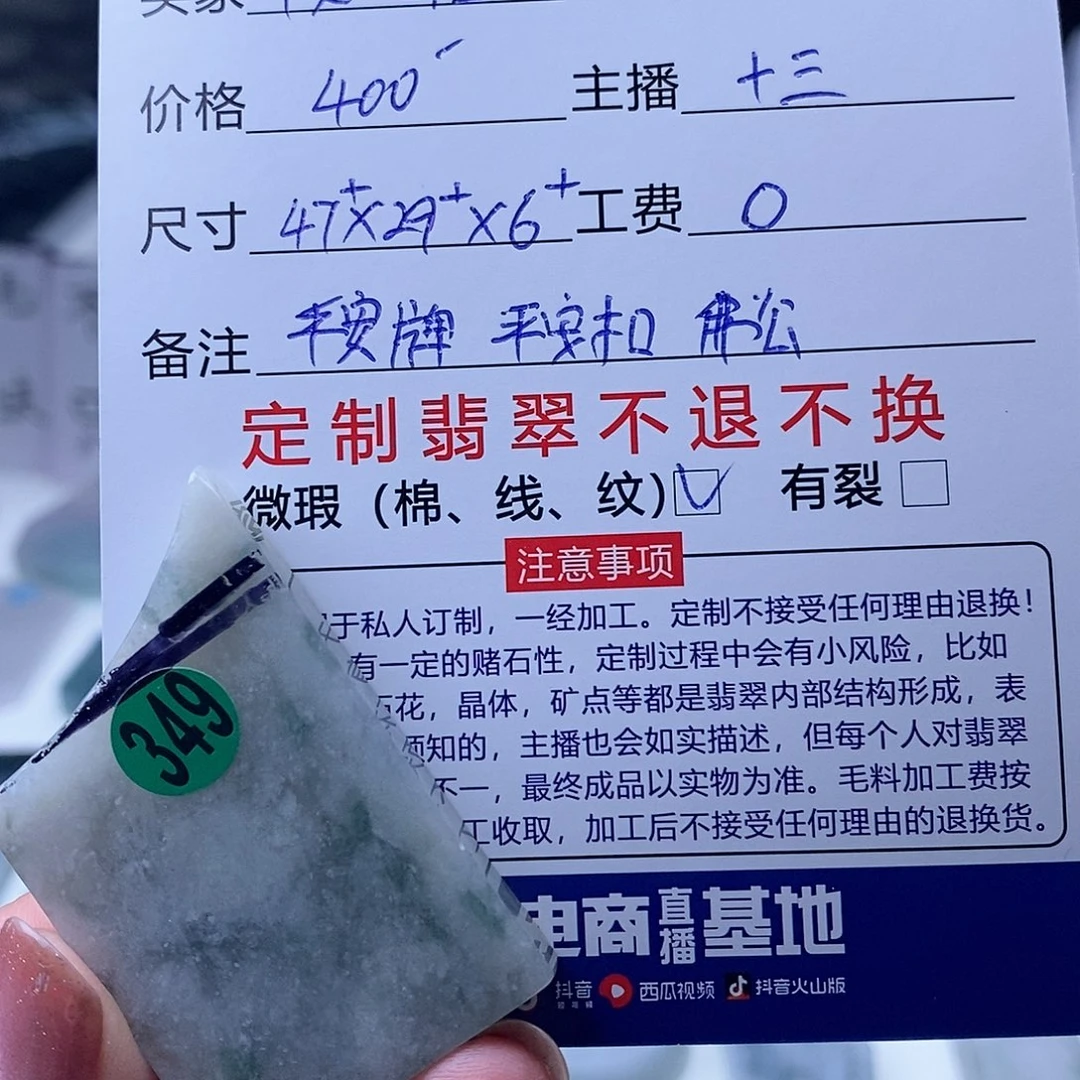 价格 400 主播 十三
尺寸 47⁺×29⁺×6⁺ 工费 0
备注 平安牌 平安扣 佛公
定制翡翠不退不换
微瑕（棉、线、纹）☑ 有裂 □
注意事项
于私人订制，一经加工。定制不接受任何理由退换！
有一定的赌石性，定制过程中会有小风险，比如
石花，晶体，矿点等都是翡翠内部结构形成，表
须知的，主播也会如实描述，但每个人对翡翠
不一，最终成品以实物为准。毛料加工费按
工收取，加工后不接受任何理由的退换货。
349
电商直播基地
抖音 西瓜视频 抖音火山版